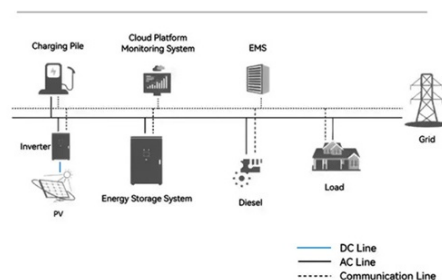 Charging Pile
Cloud Platform
Monitoring System
EMS
Grid
Inverter
PV
Energy Storage System
Diesel
Load
DC Line
AC Line
Communication Line